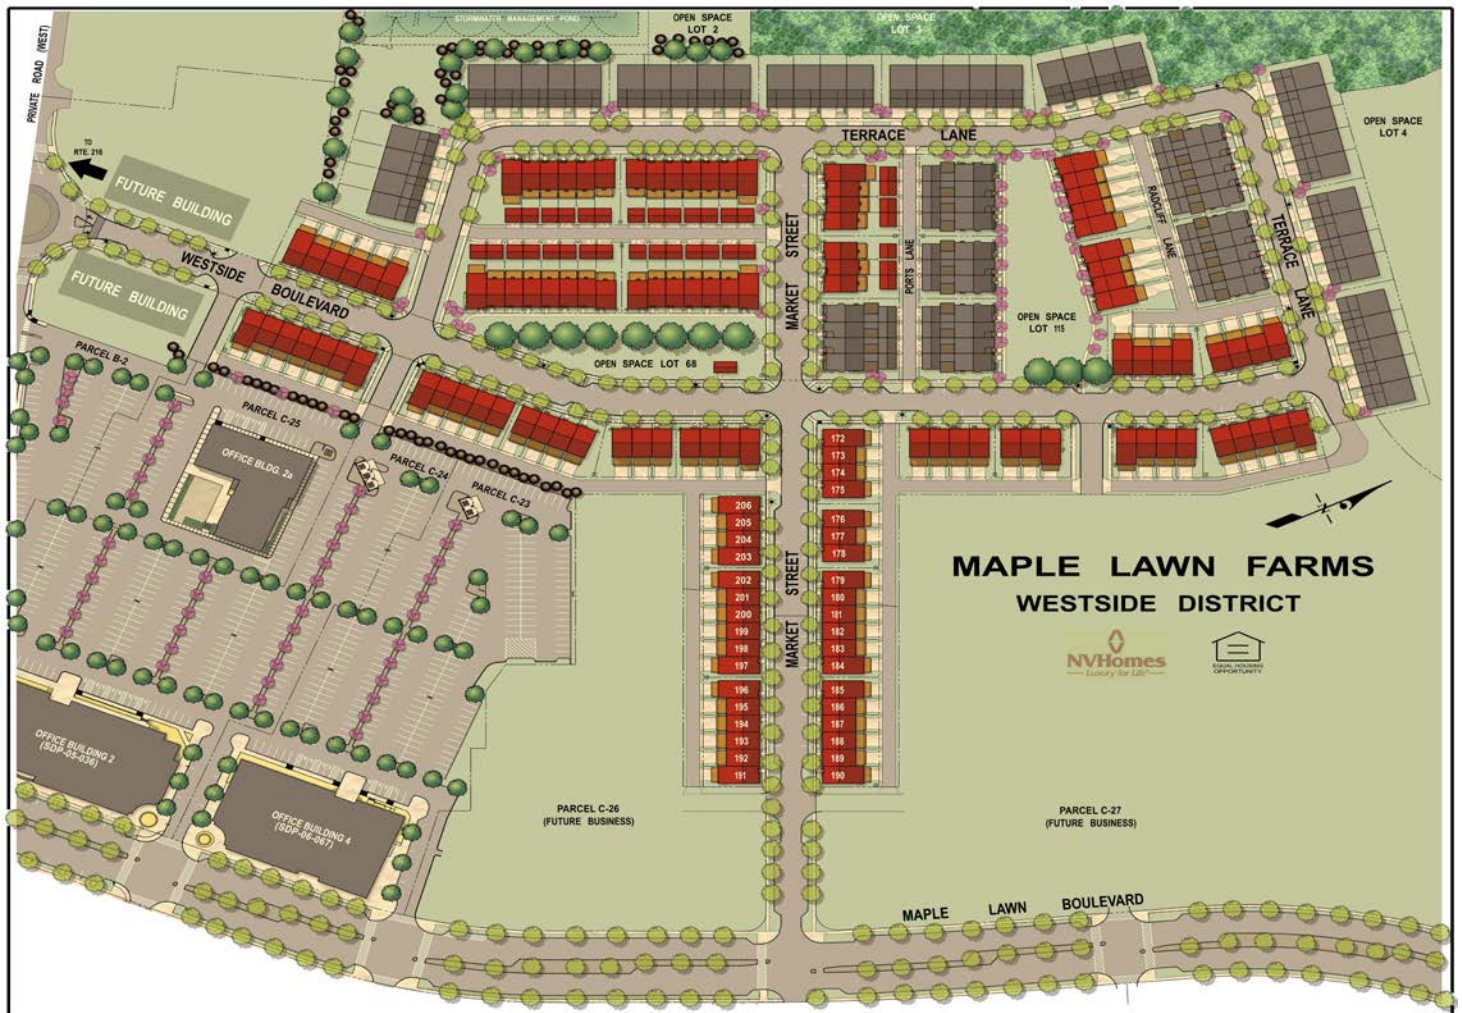 STORMWATER MANAGEMENT POND
OPEN SPACE
LOT 2
OPEN SPACE
LOT 3
PRIVATE ROAD (WEST)
TO
RTE. 216
FUTURE BUILDING
FUTURE BUILDING
WESTSIDE
BOULEVARD
TERRACE LANE
OPEN SPACE
LOT 4
MARKET STREET
PORTS LANE
RADCLIFF
LANE
TERRACE
LANE
OPEN SPACE
LOT 115
OPEN SPACE LOT 68
PARCEL B-2
PARCEL C-25
PARCEL C-24
PARCEL C-23
OFFICE BLDG. 2a
172
173
174
175
176
177
178
179
180
181
182
183
184
185
186
187
188
189
190
206
205
204
203
202
201
200
199
198
197
196
195
194
193
192
191
MARKET STREET
MAPLE LAWN FARMS
WESTSIDE DISTRICT
NVHomes
Luxury for Life
EQUAL HOUSING
OPPORTUNITY
OFFICE BUILDING 2
(SDP-05-036)
OFFICE BUILDING 4
(SDP-06-067)
PARCEL C-26
(FUTURE BUSINESS)
PARCEL C-27
(FUTURE BUSINESS)
MAPLE LAWN BOULEVARD